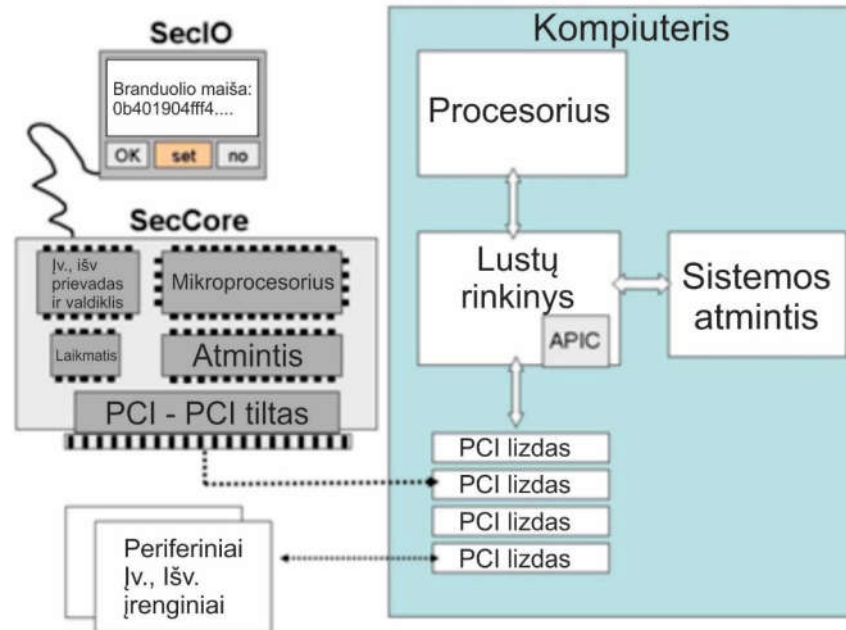 SecIO
Branduolio maiša:
0b401904fff4....
OK set no
SecCore
Įv., išv
prievadas
ir valdiklis
Mikroprocesorius
Laikmatis
Atmintis
PCI - PCI tiltas
Periferiniai
Įv., Išv.
įrenginiai
Kompiuteris
Procesorius
Lustų
rinkinys
APIC
Sistemos
atmintis
PCI lizdas
PCI lizdas
PCI lizdas
PCI lizdas